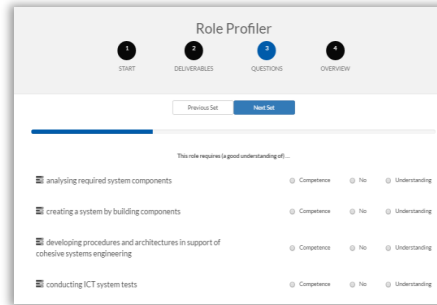 Role Profiler
1 2 3 4
START DELIVERABLES QUESTIONS OVERVIEW
Previous Set Next Set
This role requires (a good understanding of) ...
analysing required system components Competence No Understanding
creating a system by building components Competence No Understanding
developing procedures and architectures in support of
cohesive systems engineering Competence No Understanding
conducting ICT system tests Competence No Understanding